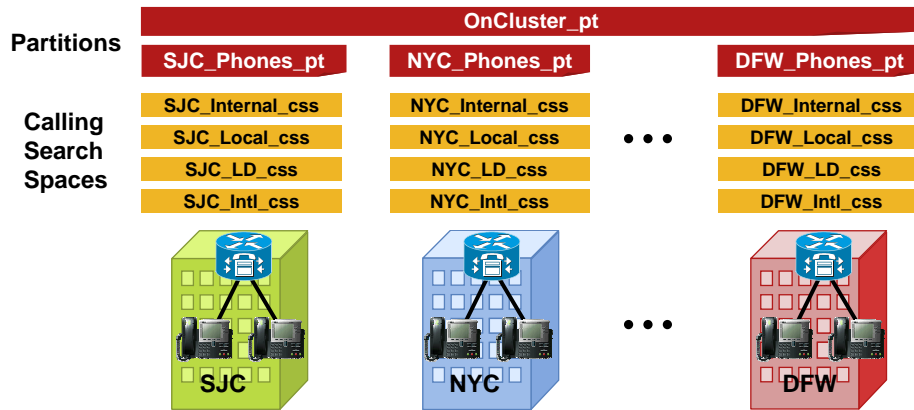 OnCluster_pt
Partitions
SJC_Phones_pt NYC_Phones_pt DFW_Phones_pt
Calling
Search
Spaces
SJC_Internal_css NYC_Internal_css DFW_Internal_css
SJC_Local_css NYC_Local_css DFW_Local_css
SJC_LD_css NYC_LD_css DFW_LD_css
SJC_Intl_css NYC_Intl_css DFW_Intl_css
SJC NYC DFW